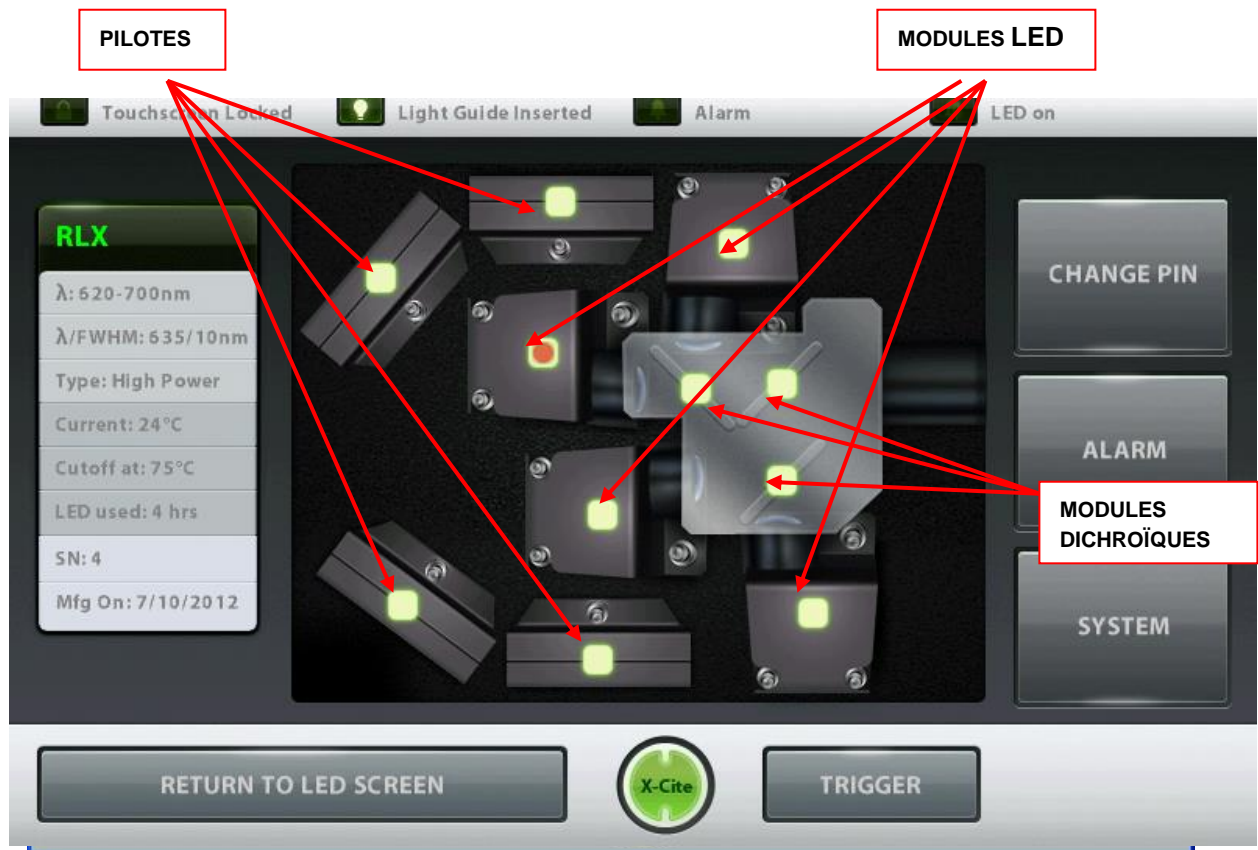 PILOTES
MODULES LED
Touchscreen Locked
Light Guide Inserted
Alarm
LED on
RLX
λ: 620-700nm
λ/FWHM: 635/10nm
Type: High Power
Current: 24°C
Cutoff at: 75°C
LED used: 4 hrs
SN: 4
Mfg On: 7/10/2012
CHANGE PIN
ALARM
MODULES
DICHROÏQUES
SYSTEM
RETURN TO LED SCREEN
X-Cite
TRIGGER